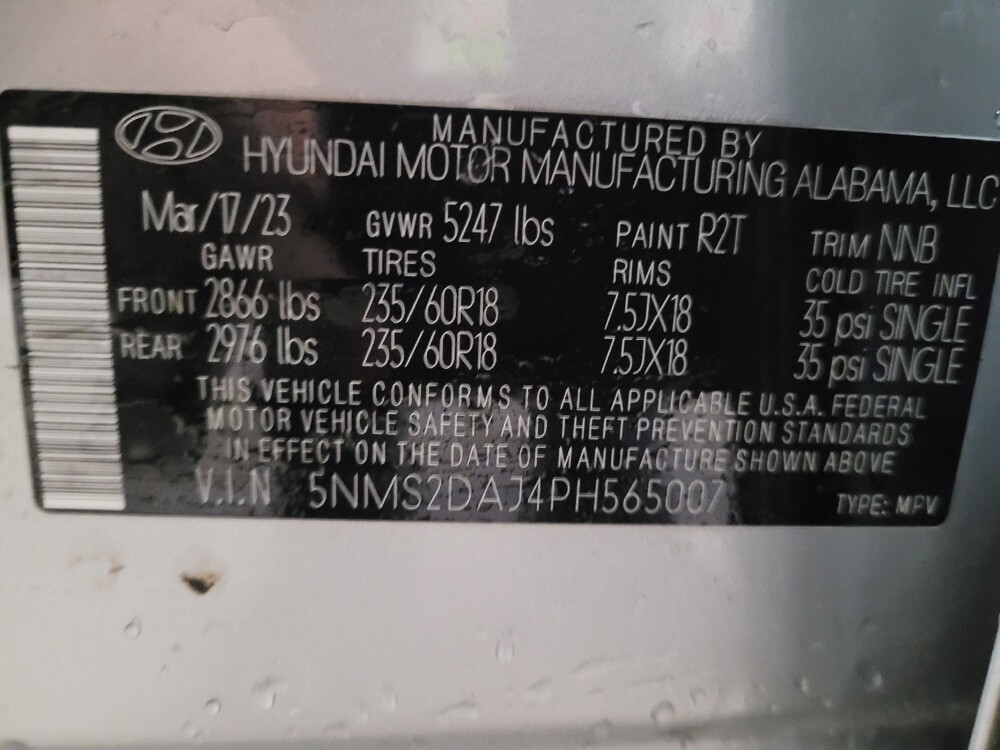 MANUFACTURED BY
HYUNDAI MOTOR MANUFACTURING ALABAMA, LLC
Mar/17/23 GVWR 5247 lbs PAINT R2T TRIM NNB
GAWR TIRES RIMS COLD TIRE INFL
FRONT 2866 lbs 235/60R18 7.5JX18 35 psi SINGLE
REAR 2976 lbs 235/60R18 7.5JX18 35 psi SINGLE
THIS VEHICLE CONFORMS TO ALL APPLICABLE U.S.A. FEDERAL
MOTOR VEHICLE SAFETY AND THEFT PREVENTION STANDARDS
IN EFFECT ON THE DATE OF MANUFACTURE SHOWN ABOVE
V.I.N 5NMS2DAJ4PH565007 TYPE: MPV